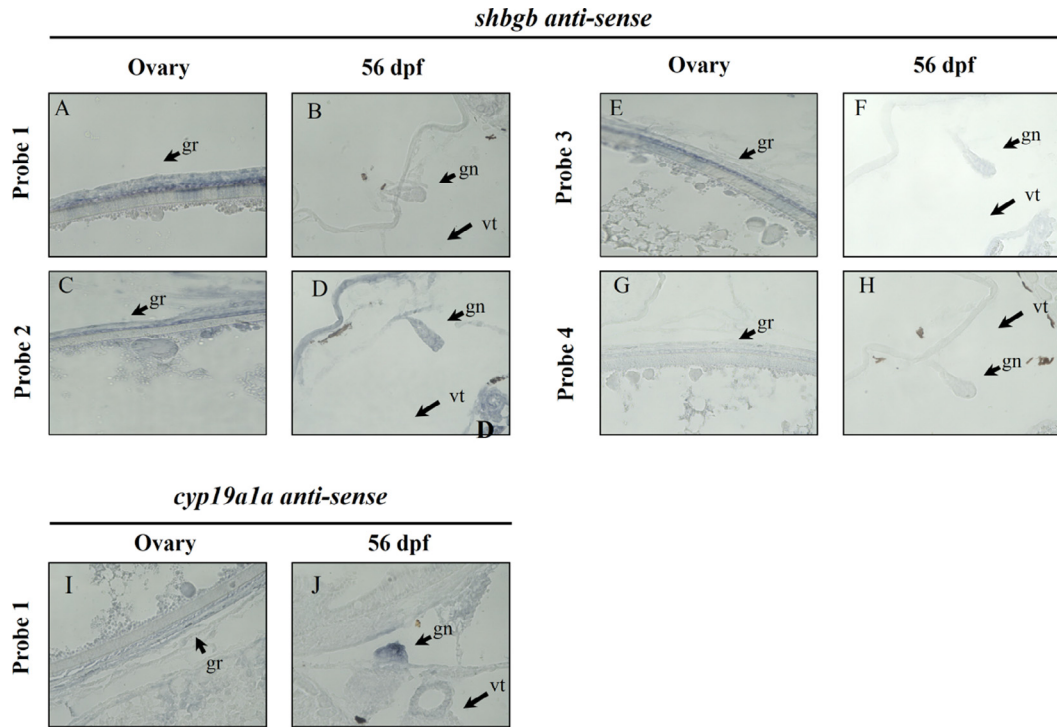 shbgb anti-sense
Ovary 56 dpf Ovary 56 dpf
Probe 1
A
gr
B
gn
vt
Probe 3
E
gr
F
gn
vt
Probe 2
C
gr
D
gn
vt
D
Probe 4
G
gr
H
vt
gn
cyp19a1a anti-sense
Ovary 56 dpf
Probe 1
I
gr
J
gn
vt